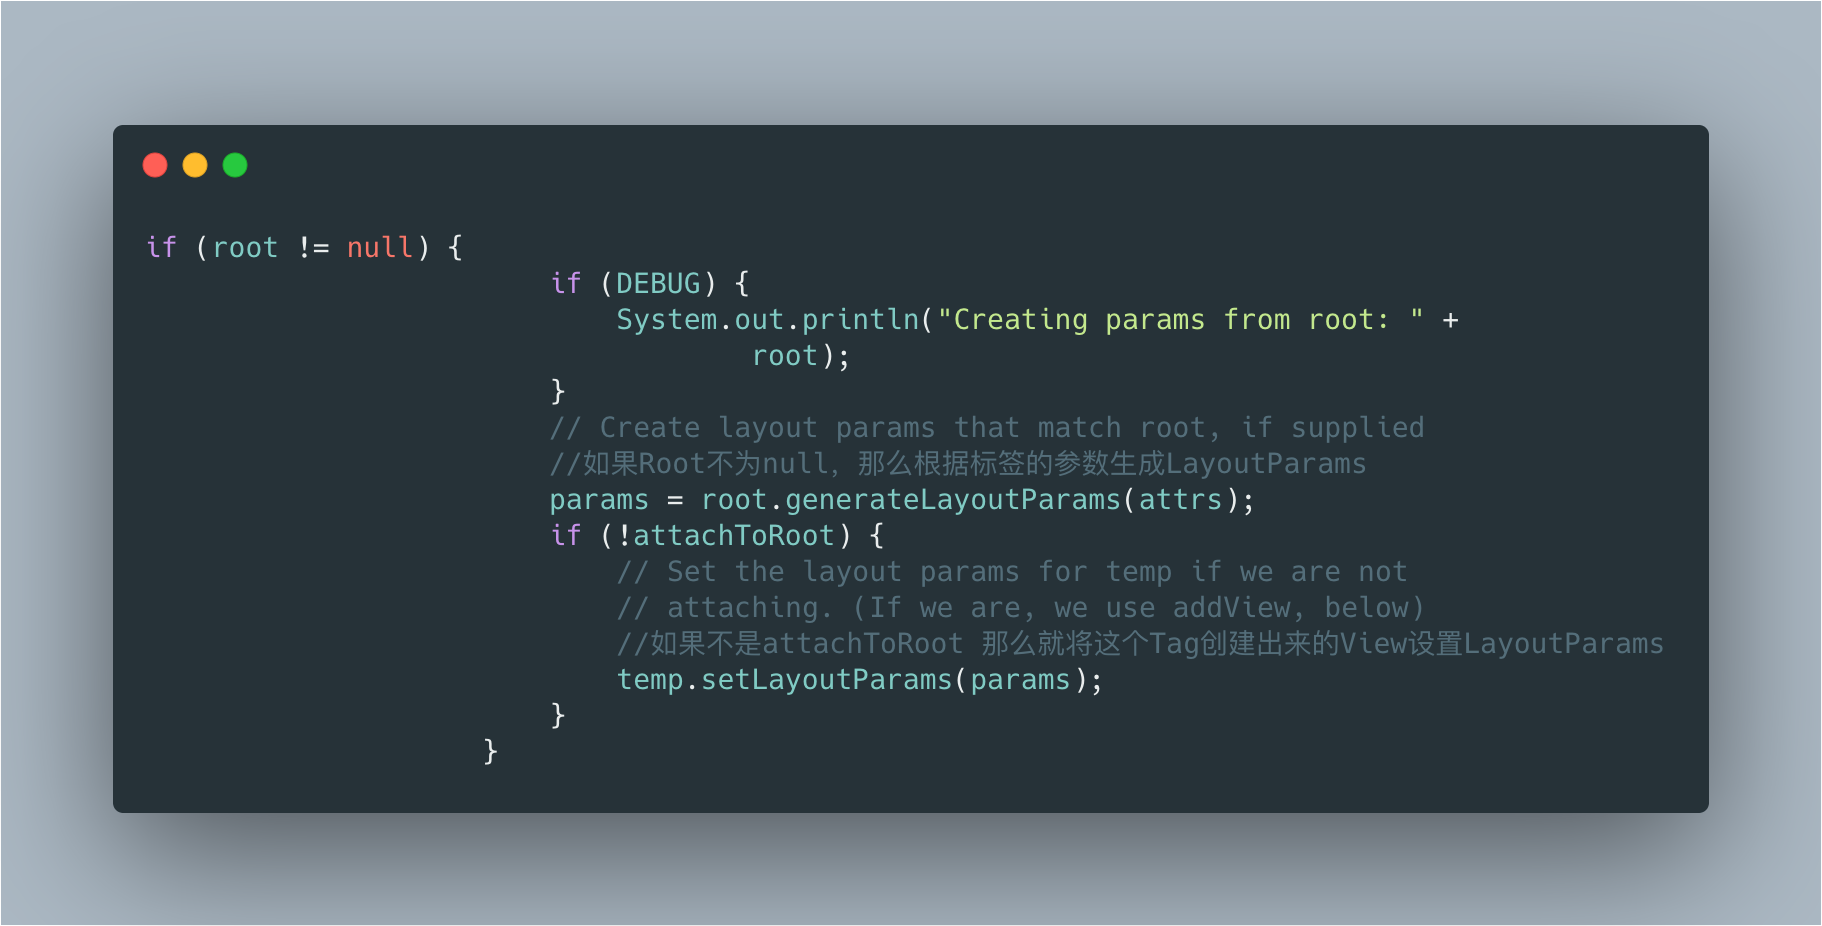 if (root != null) {
if (DEBUG) {
System.out.println("Creating params from root: " +
root);
}
// Create layout params that match root, if supplied
//如果Root不为null，那么根据标签的参数生成LayoutParams
params = root.generateLayoutParams(attrs);
if (!attachToRoot) {
// Set the layout params for temp if we are not
// attaching. (If we are, we use addView, below)
//如果不是attachToRoot 那么就将这个Tag创建出来的View设置LayoutParams
temp.setLayoutParams(params);
}
}